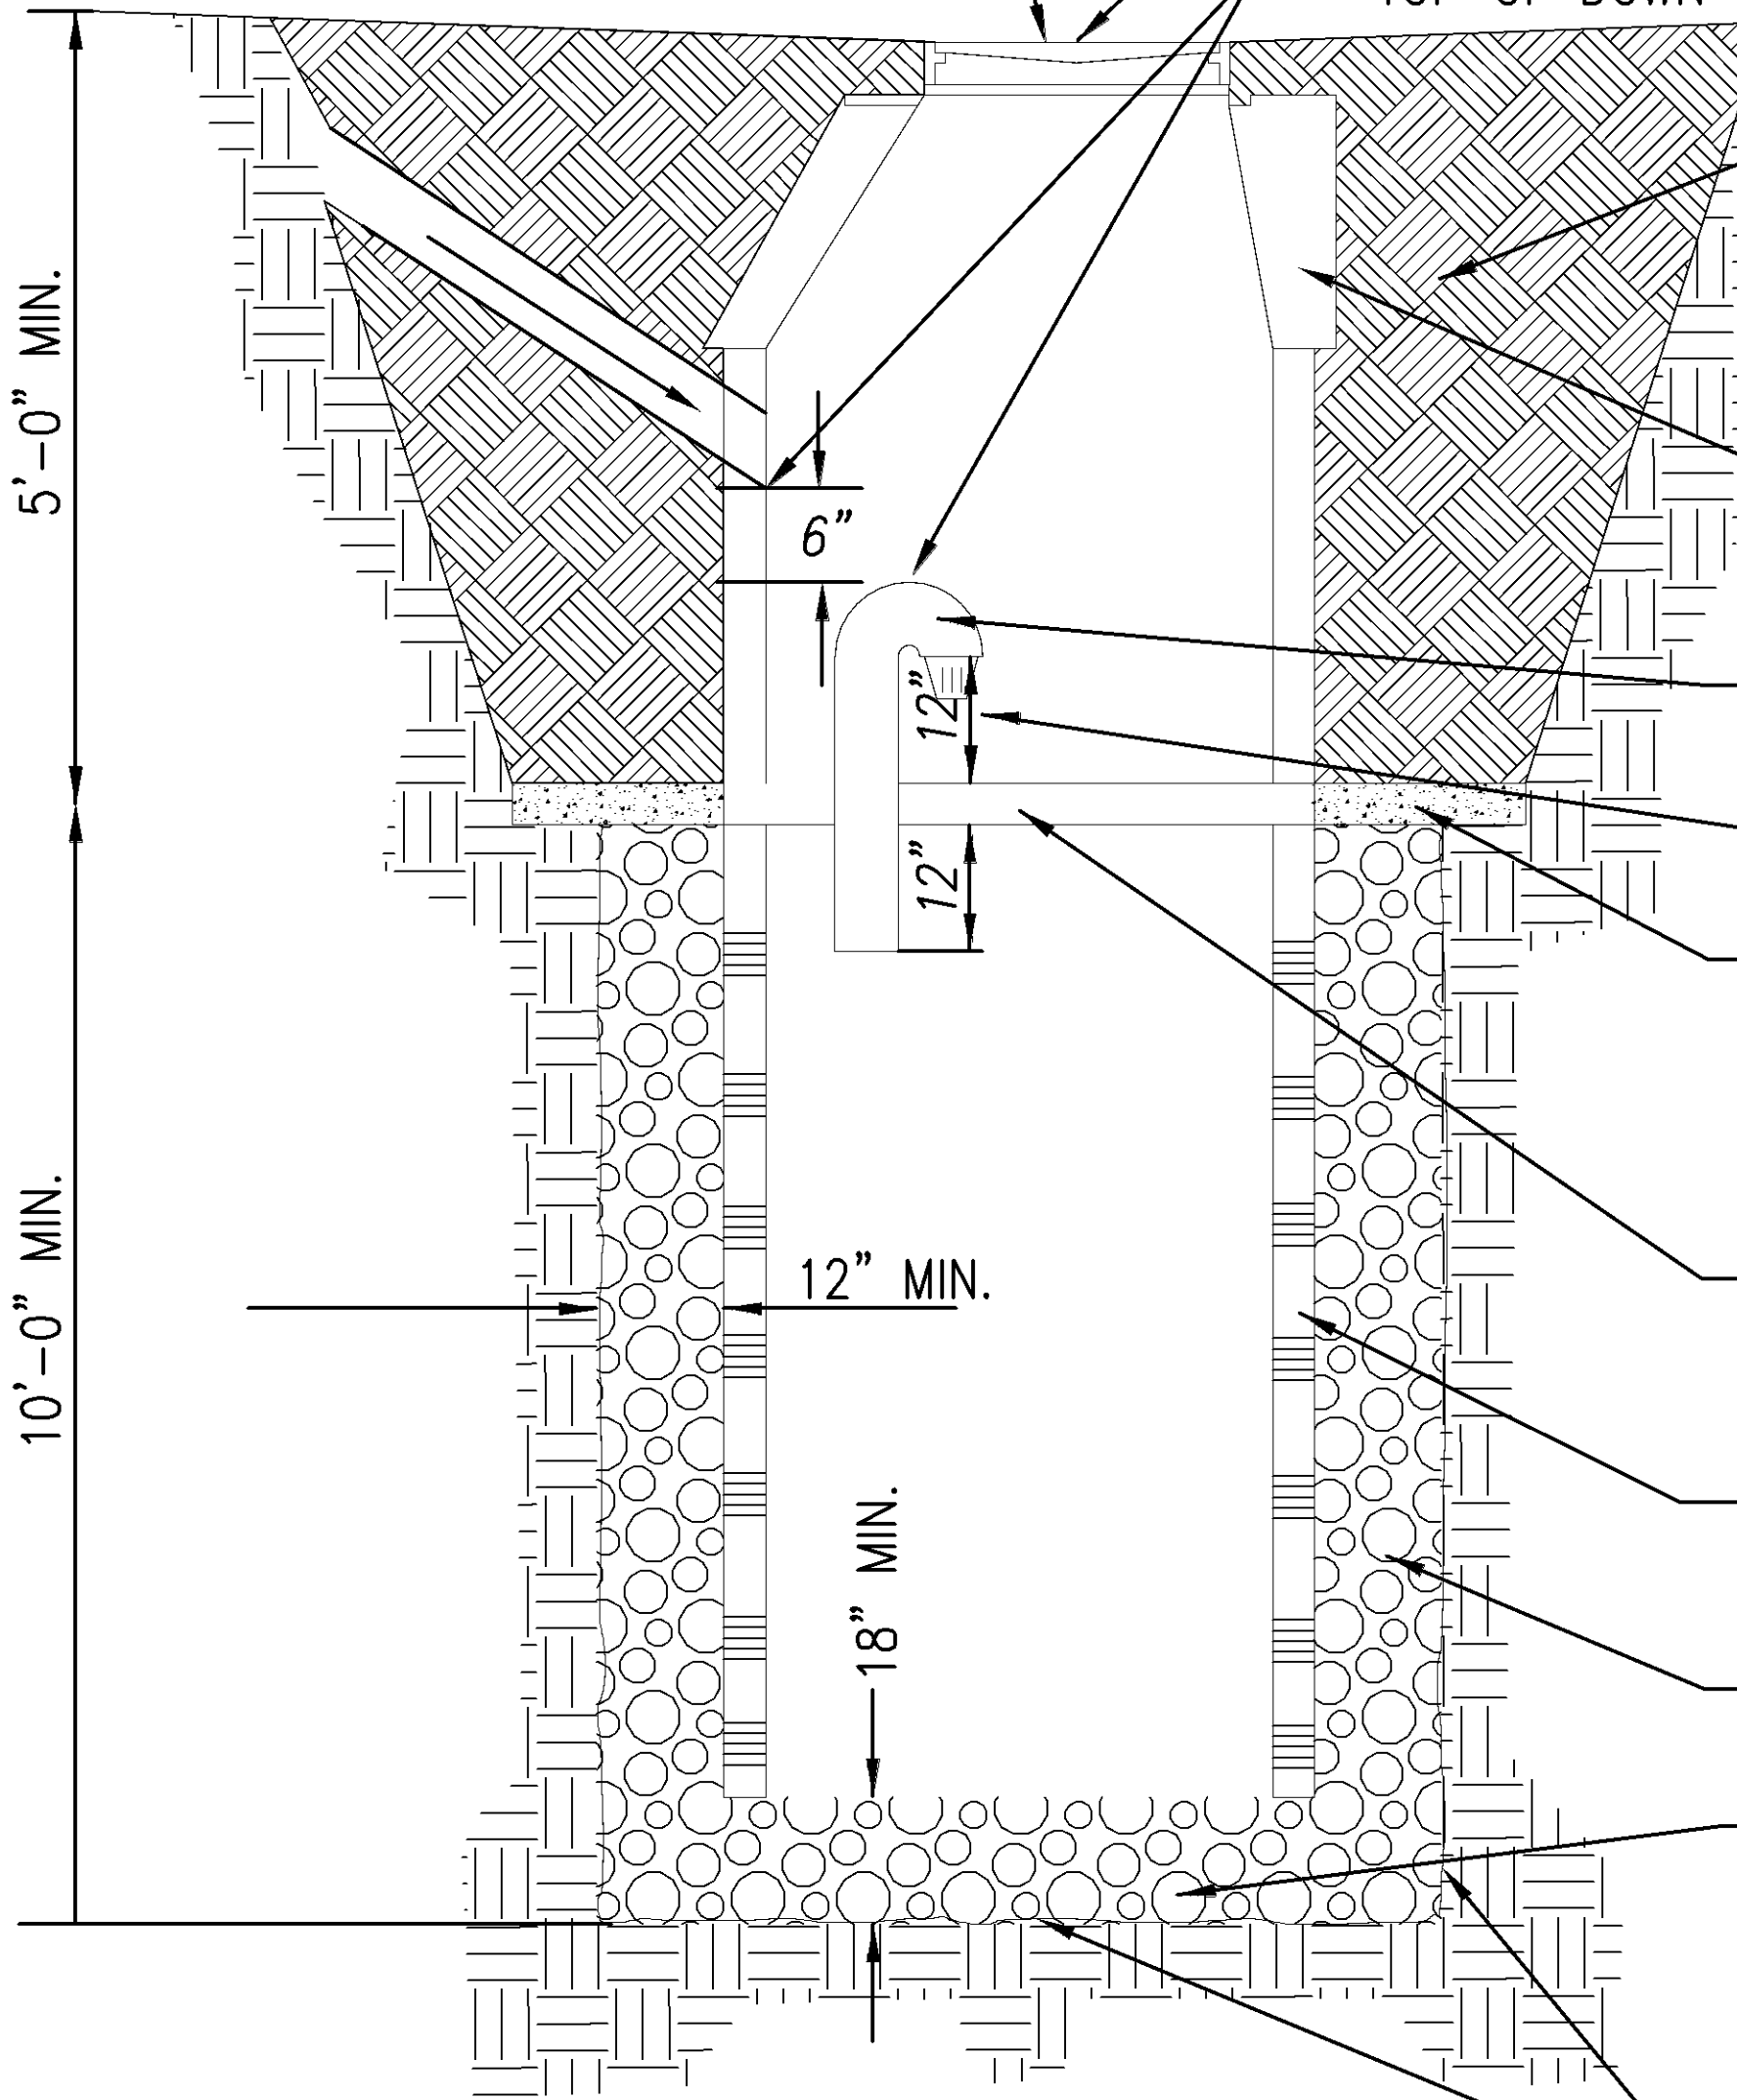 TOP OF DOWN
5'-0" MIN.
6"
12"
12"
10'-0" MIN.
12" MIN.
18" MIN.